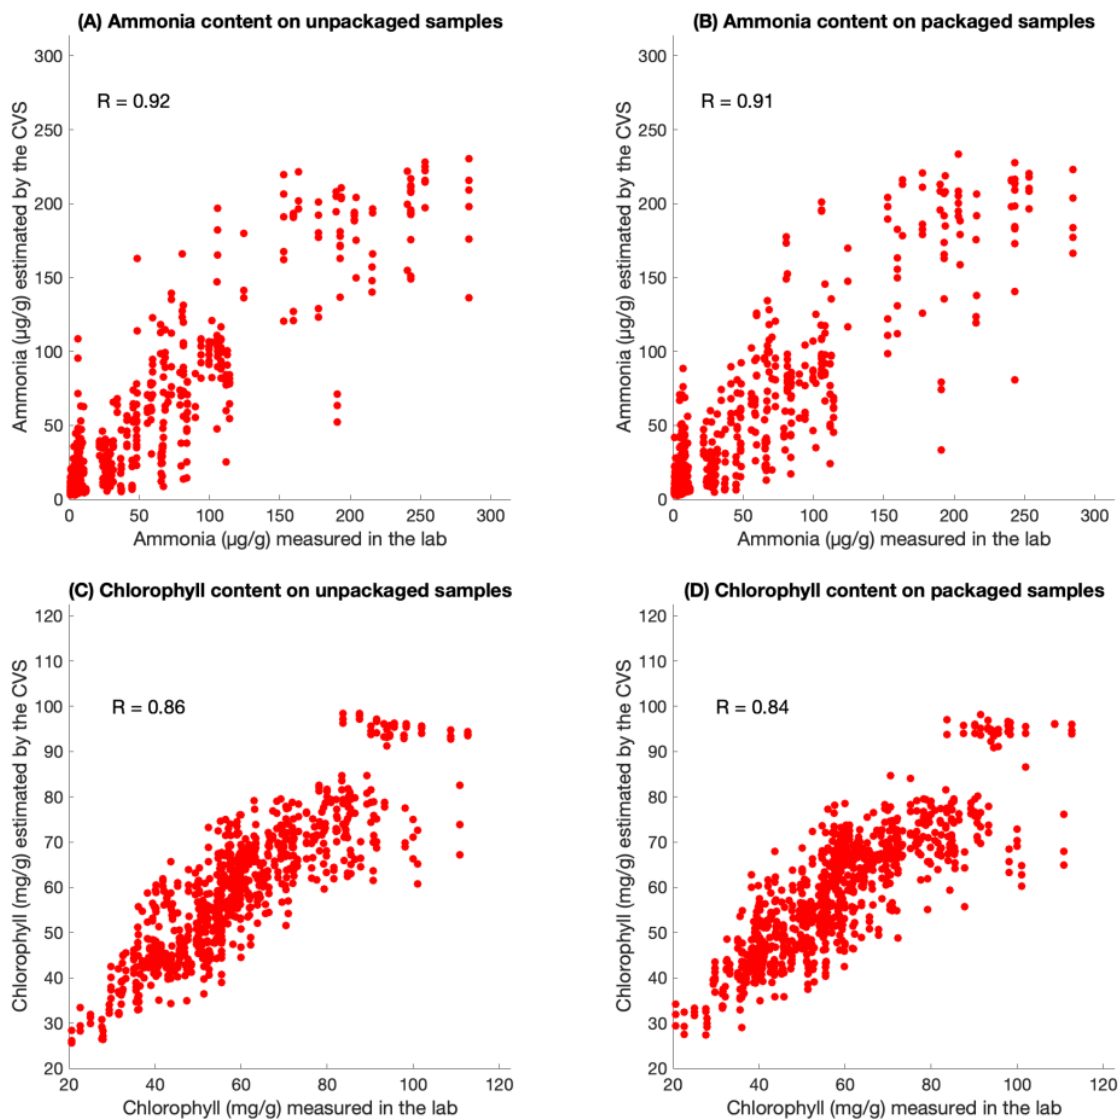 (A) Ammonia content on unpackaged samples
300
250
200
150
100
50
0
R = 0.92
Ammonia (µg/g) estimated by the CVS
0 50 100 150 200 250 300
Ammonia (µg/g) measured in the lab
(B) Ammonia content on packaged samples
300
250
200
150
100
50
0
R = 0.91
Ammonia (µg/g) estimated by the CVS
0 50 100 150 200 250 300
Ammonia (µg/g) measured in the lab
(C) Chlorophyll content on unpackaged samples
120
110
100
90
80
70
60
50
40
30
20
R = 0.86
Chlorophyll (mg/g) estimated by the CVS
20 40 60 80 100 120
Chlorophyll (mg/g) measured in the lab
(D) Chlorophyll content on packaged samples
120
110
100
90
80
70
60
50
40
30
20
R = 0.84
Chlorophyll (mg/g) estimated by the CVS
20 40 60 80 100 120
Chlorophyll (mg/g) measured in the lab